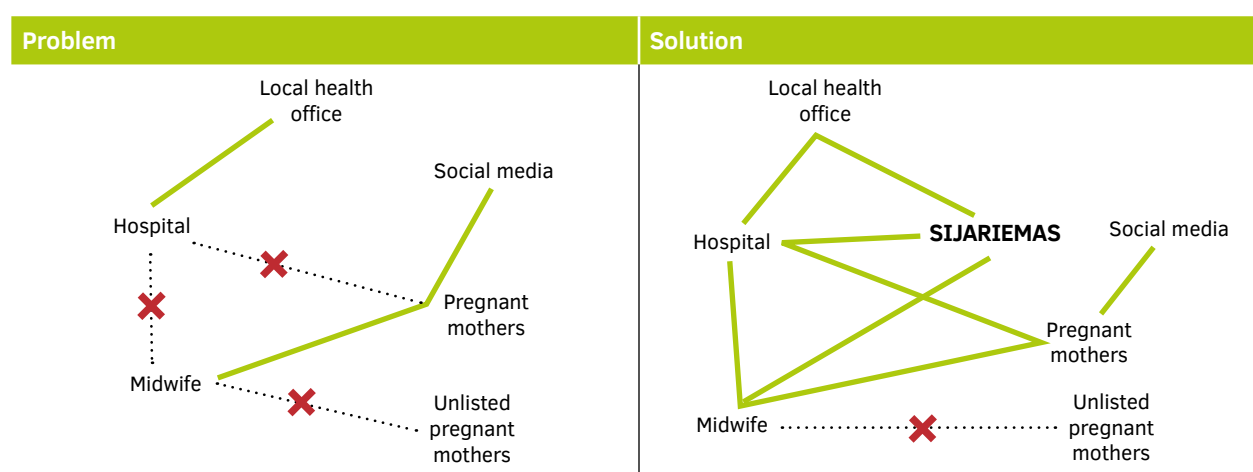 Problem
Local health
office
Social media
Hospital
Pregnant
mothers
Midwife
Unlisted
pregnant
mothers
Solution
Local health
office
Social media
Hospital
SIJARIEMAS
Pregnant
mothers
Midwife
Unlisted
pregnant
mothers